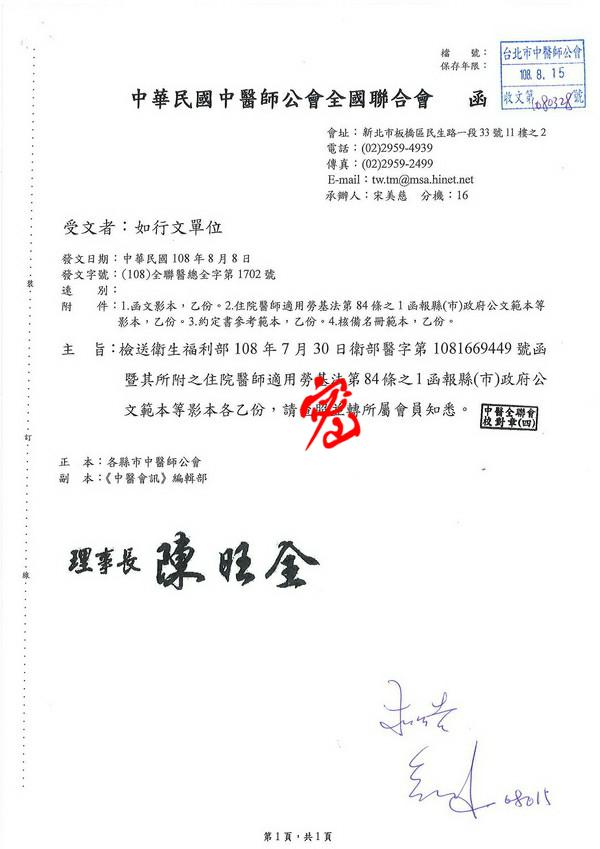 檔　　號：
保存年限：
台北市中醫師公會
108.8.15
收文第1080328號
中華民國中醫師公會全國聯合會　函
會址：新北市板橋區民生路一段33號11樓之2
電話：(02)2959-4939
傳真：(02)2959-2499
E-mail：tw.tm@msa.hinet.net
承辦人：宋美慈　分機：16
受文者：如行文單位
發文日期：中華民國108年8月8日
發文字號：(108)全聯醫總全字第1702號
速　　別：
附　　件：1.函文影本，乙份。2.住院醫師適用勞基法第84條之1函報縣(市)政府公文範本等
影本，乙份。3.約定書參考範本，乙份。4.核備名冊範本，乙份。
主　旨：檢送衛生福利部108年7月30日衛部醫字第1081669449號函
暨其所附之住院醫師適用勞基法第84條之1函報縣(市)政府公
文範本等影本各乙份，請查照並轉所屬會員知悉。
中醫全聯會
校對章(四)
正　本：各縣市中醫師公會
副　本：《中醫會訊》編輯部
理事長 陳旺全
裝
訂
線
08015
第1頁，共1頁